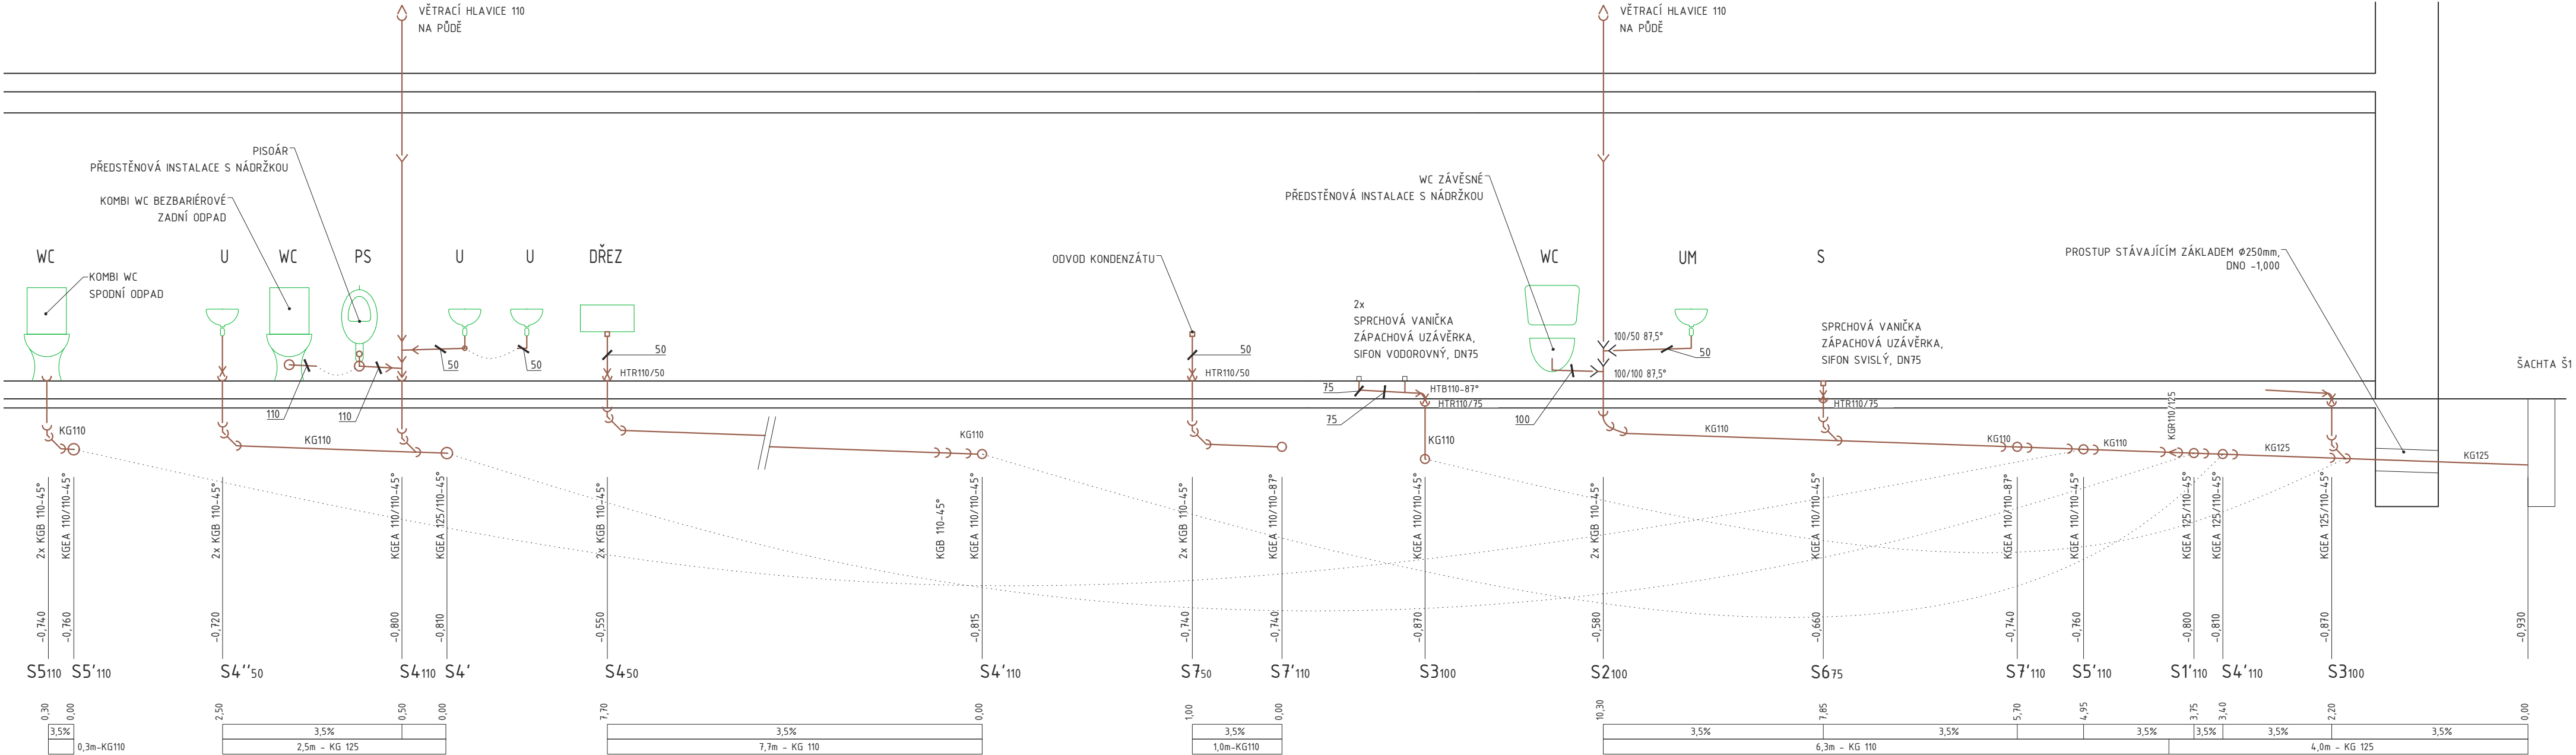 VĚTRACÍ HLAVICE 110
NA PŮDĚ
VĚTRACÍ HLAVICE 110
NA PŮDĚ
PISOÁR
PŘEDSTĚNOVÁ INSTALACE S NÁDRŽKOU
KOMBI WC BEZBARIÉROVÉ
ZADNÍ ODPAD
WC ZÁVĚSNÉ
PŘEDSTĚNOVÁ INSTALACE S NÁDRŽKOU
WC
U
WC
PS
U
U
DŘEZ
ODVOD KONDENZÁTU
WC
UM
S
PROSTUP STÁVAJÍCÍM ZÁKLADEM Ø250mm,
DNO -1,000
KOMBI WC
SPODNÍ ODPAD
2x
SPRCHOVÁ VANIČKA
ZÁPACHOVÁ UZÁVĚRKA,
SIFON VODOROVNÝ, DN75
SPRCHOVÁ VANIČKA
ZÁPACHOVÁ UZÁVĚRKA,
SIFON SVISLÝ, DN75
ŠACHTA Š1
100/50 87,5°
50
50
50
50
50
HTR110/50
HTR110/50
100/100 87,5°
75
HTB110-87°
HTR110/75
HTR110/75
110
110
75
100
KGR110/125
KG110
KG110
KG110
KG110
KG110
KG110
KG110
KG125
KG125
2x KGB 110-45°
KGEA 110/110-45°
2x KGB 110-45°
KGEA 110/110-45°
KGEA 125/110-45°
2x KGB 110-45°
KGB 110-45°
KGEA 110/110-45°
2x KGB 110-45°
KGEA 110/110-87°
KGEA 110/110-45°
2x KGB 110-45°
KGEA 110/110-45°
KGEA 110/110-87°
KGEA 110/110-45°
KGEA 125/110-45°
KGEA 125/110-45°
KGEA 125/110-45°
-0,740
-0,760
-0,720
-0,800
-0,810
-0,550
-0,815
-0,740
-0,740
-0,870
-0,580
-0,660
-0,740
-0,760
-0,800
-0,810
-0,870
-0,930
S5110
S5'110
S4''50
S4110
S4'
S450
S4'110
S750
S7'110
S3100
S2100
S675
S7'110
S5'110
S1'110
S4'110
S3100
0,30
0,00
2,50
0,50
0,00
7,70
0,00
1,00
0,00
10,30
7,85
5,70
4,95
3,75
3,40
2,20
0,00
3,5%
3,5%
3,5%
3,5%
3,5%
3,5%
3,5%
3,5%
3,5%
3,5%
0,3m-KG110
2,5m - KG 125
7,7m - KG 110
1,0m-KG110
6,3m - KG 110
4,0m - KG 125